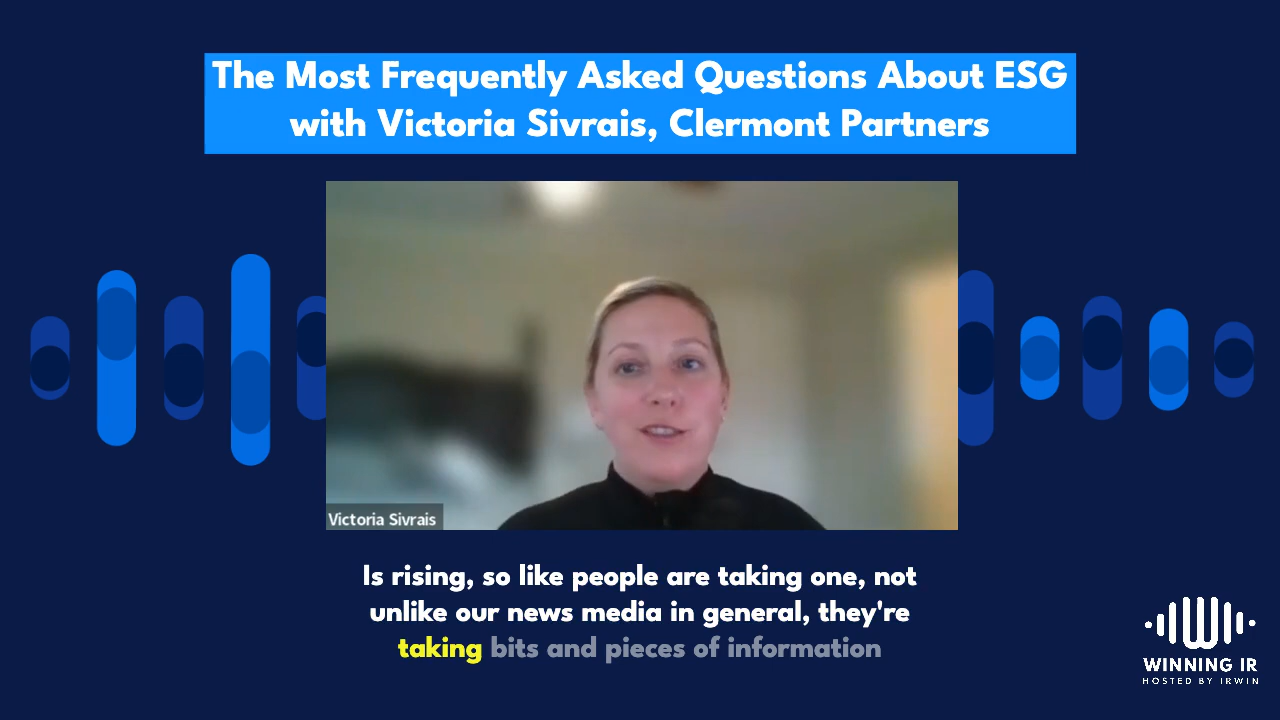 The Most Frequently Asked Questions About ESG
with Victoria Sivrais, Clermont Partners
Victoria Sivrais
Is rising, so like people are taking one, not
unlike our news media in general, they're
taking bits and pieces of information
WINNING IR
HOSTED BY IRWIN